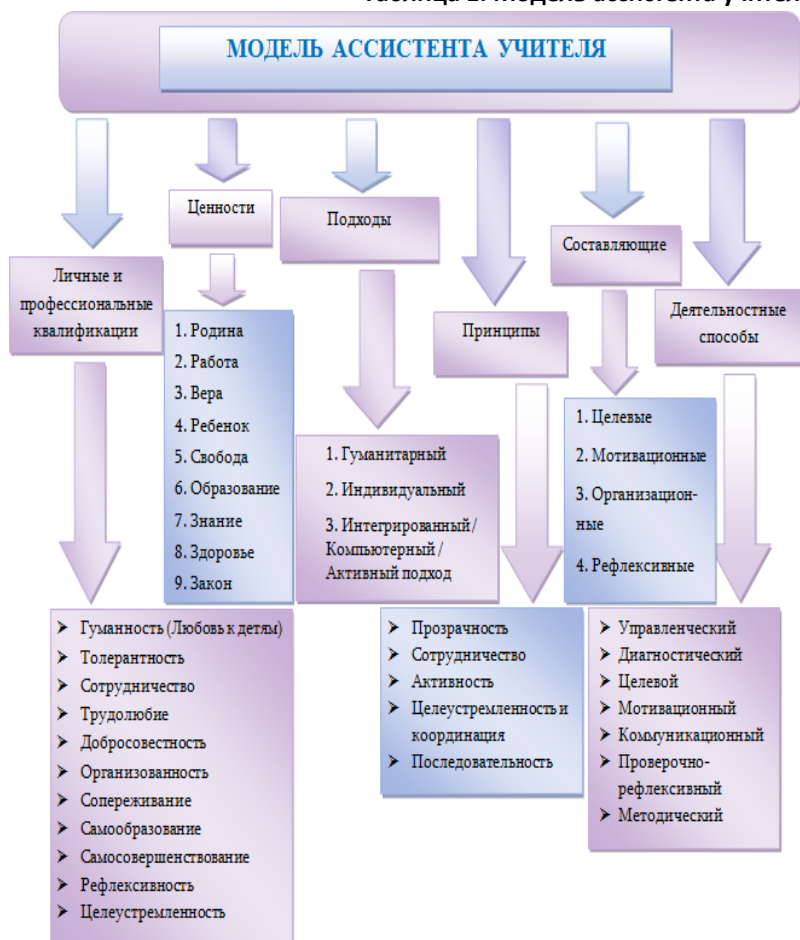 МОДЕЛЬ АССИСТЕНТА УЧИТЕЛЯ
Ценности
Подходы
Составляющие
Личные и
профессиональные
квалификации
Принципы
Деятельностные
способы
1. Родина
2. Работа
3. Вера
4. Ребенок
5. Свобода
6. Образование
7. Знание
8. Здоровье
9. Закон
1. Гуманитарный
2. Индивидуальный
3. Интегрированный /
Компьютерный /
Активный подход
1. Целевые
2. Мотивационные
3. Организацион-
ные
4. Рефлексивные
➢ Гуманность (Любовь к детям)
➢ Толерантность
➢ Сотрудничество
➢ Трудолюбие
➢ Добросовестность
➢ Организованность
➢ Сопереживание
➢ Самообразование
➢ Самосовершенствование
➢ Рефлексивность
➢ Целеустремленность
➢ Прозрачность
➢ Сотрудничество
➢ Активность
➢ Целеустремленность и
координация
➢ Последовательность
➢ Управленческий
➢ Диагностический
➢ Целевой
➢ Мотивационный
➢ Коммуникационный
➢ Проверочно-
рефлексивный
➢ Методический